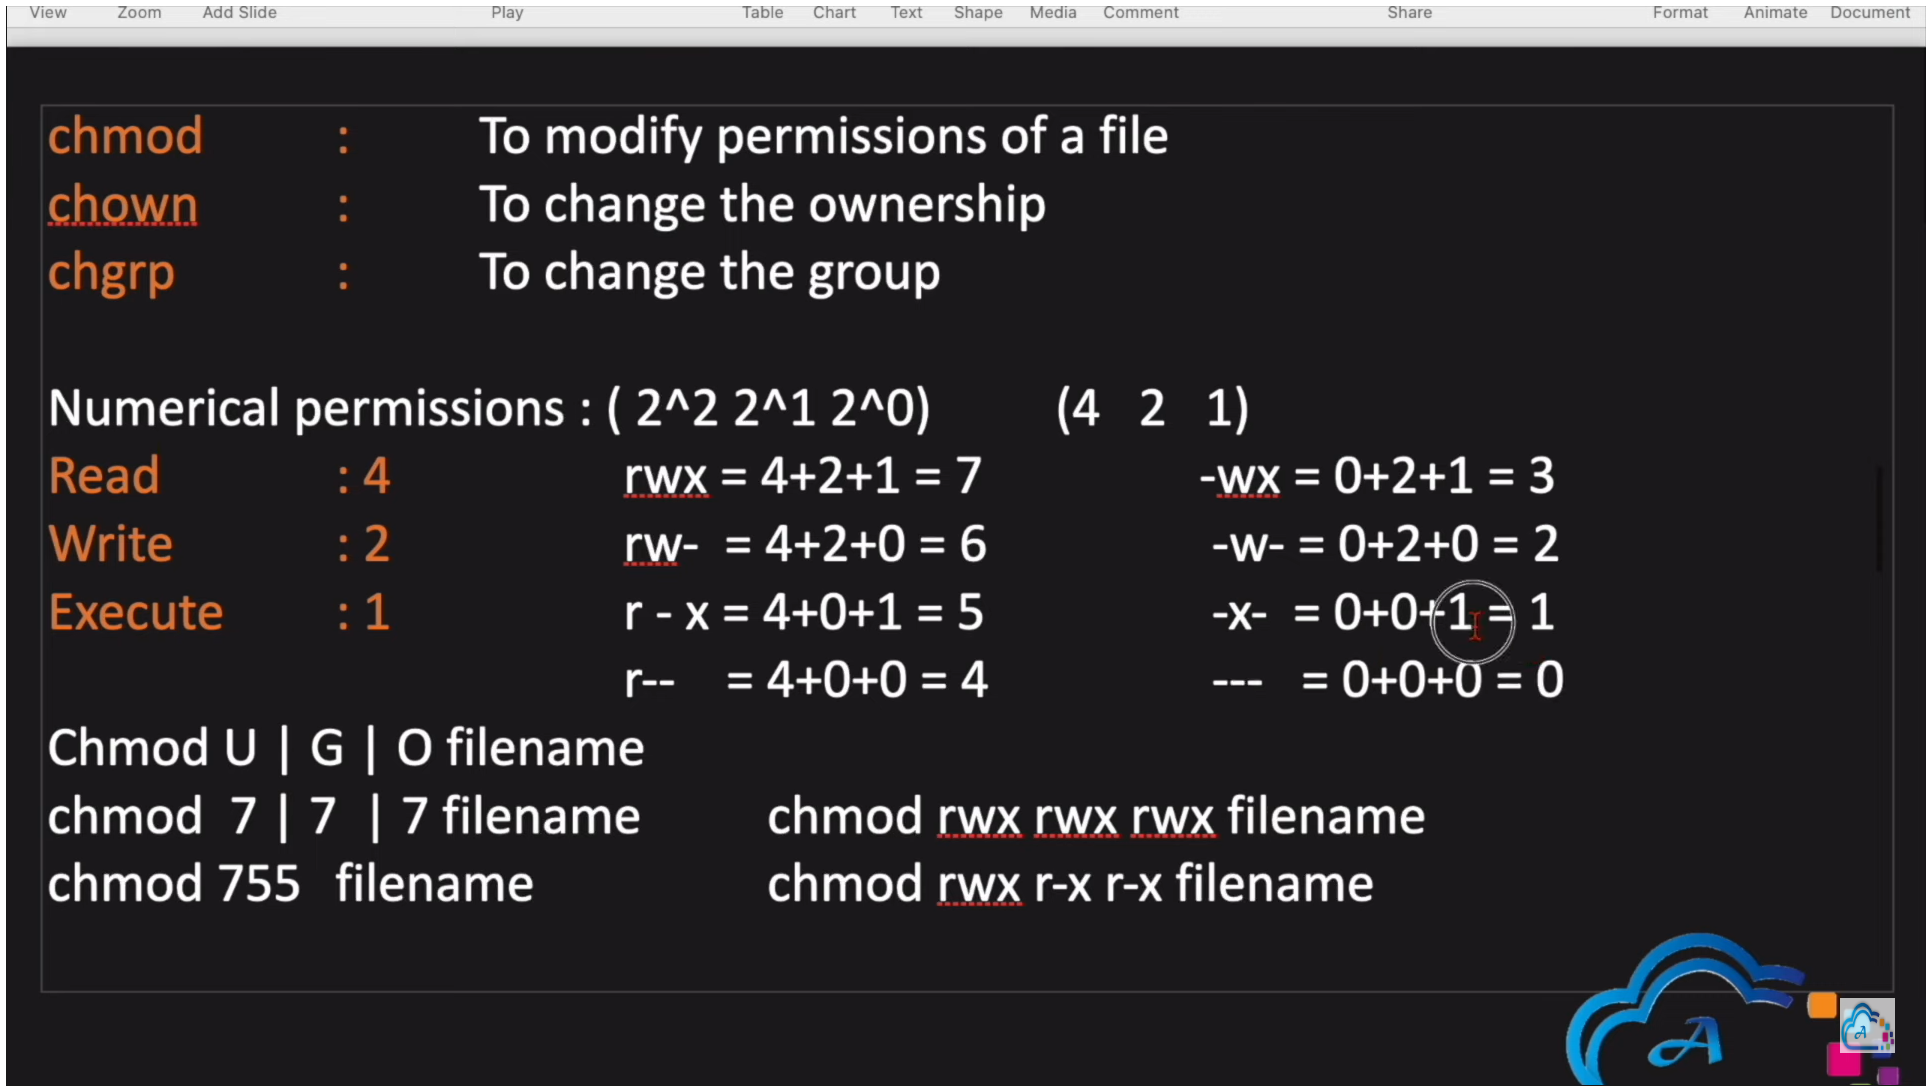 View Zoom Add Slide Play Table Chart Text Shape Media Comment Share Format Animate Document
chmod : To modify permissions of a file
chown : To change the ownership
chgrp : To change the group
Numerical permissions : ( 2^2 2^1 2^0) (4 2 1)
Read : 4 rwx = 4+2+1 = 7 -wx = 0+2+1 = 3
Write : 2 rw- = 4+2+0 = 6 -w- = 0+2+0 = 2
Execute : 1 r - x = 4+0+1 = 5 -x- = 0+0+1 = 1
r-- = 4+0+0 = 4 --- = 0+0+0 = 0
Chmod U | G | O filename
chmod 7 | 7 | 7 filename chmod rwx rwx rwx filename
chmod 755 filename chmod rwx r-x r-x filename
A
A